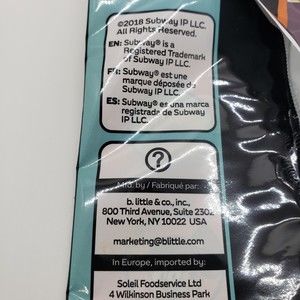 ©2018 Subway IP LLC.
All Rights Reserved.
EN: Subway® is a
Registered Trademark
of Subway IP LLC.
FR: Subway® est une
marque déposée de
Subway IP LLC.
ES: Subway® es una marca
registrada de Subway
IP LLC.
?
Mfd. by / Fabriqué par:
b. little & co., inc.,
800 Third Avenue, Suite 2302
New York, NY 10022 USA
marketing@blittle.com
In Europe, imported by:
Soleil Foodservice Ltd
4 Wilkinson Business Park